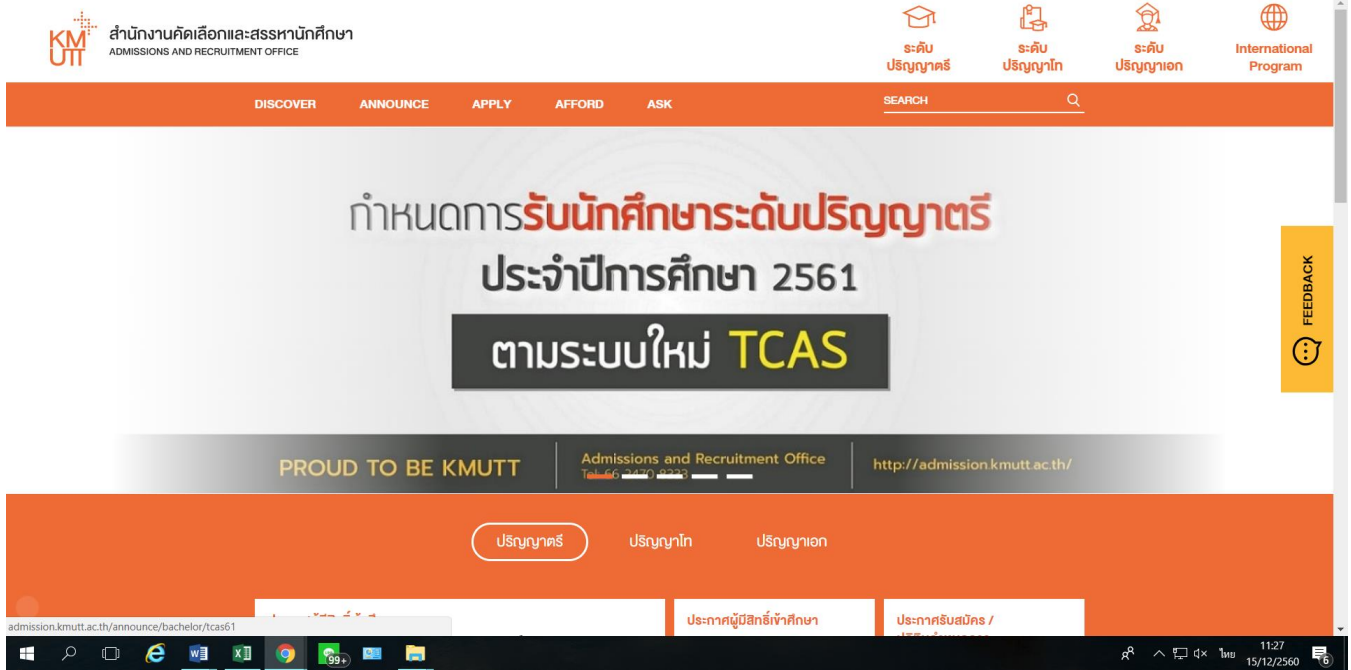 KM
UTT
สำนักงานคัดเลือกและสรรหานักศึกษา
ADMISSIONS AND RECRUITMENT OFFICE
ระดับ
ปริญญาตรี
ระดับ
ปริญญาโท
ระดับ
ปริญญาเอก
International
Program
DISCOVER ANNOUNCE APPLY AFFORD ASK SEARCH
กำหนดการรับนักศึกษาระดับปริญญาตรี
ประจำปีการศึกษา 2561
ตามระบบใหม่ TCAS
FEEDBACK
PROUD TO BE KMUTT
Admissions and Recruitment Office
Tel: 66 2470 8333
http://admission.kmutt.ac.th/
ปริญญาตรี ปริญญาโท ปริญญาเอก
ประกาศผู้มีสิทธิ์เข้าศึกษา
ประกาศรับสมัคร /
admission.kmutt.ac.th/announce/bachelor/tcas61
99+
ไทย
11:27
15/12/2560
6